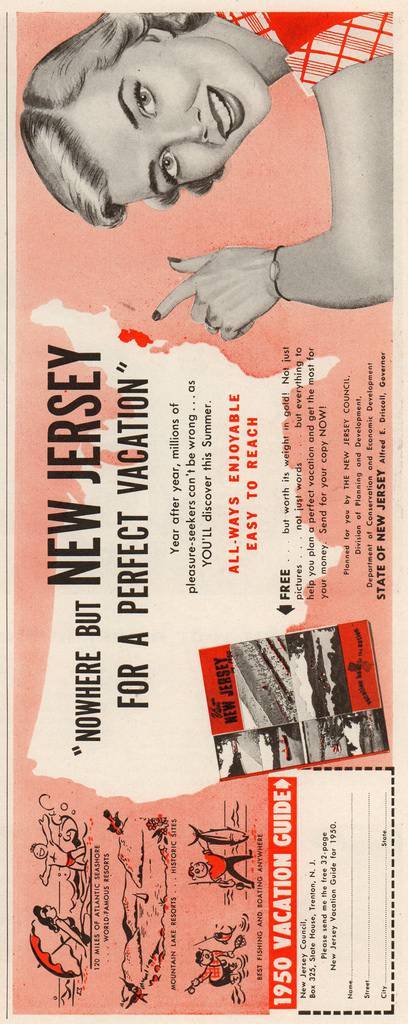 "NOWHERE BUT NEW JERSEY
FOR A PERFECT VACATION"
Year after year, millions of
pleasure-seekers can't be wrong . . . as
YOU'LL discover this Summer.
ALL-WAYS ENJOYABLE
EASY TO REACH
FREE . . . but worth its weight in gold! Not just
pictures . . . not just words . . . but everything to
help you plan a perfect vacation and get the most for
your money. Send for your copy NOW!
Planned for you by THE NEW JERSEY COUNCIL,
Division of Planning and Development,
Department of Conservation and Economic Development
STATE OF NEW JERSEY Alfred E. Driscoll, Governor
NEW JERSEY
120 MILES OF ATLANTIC SEASHORE
WORLD-FAMOUS RESORTS
MOUNTAIN LAKE RESORTS . . HISTORIC SITES
BEST FISHING AND BOATING ANYWHERE
1950 VACATION GUIDE
New Jersey Council,
Box 325, State House, Trenton, N. J.
Please send me the free 32-page
New Jersey Vacation Guide for 1950.
Name
Street
City State